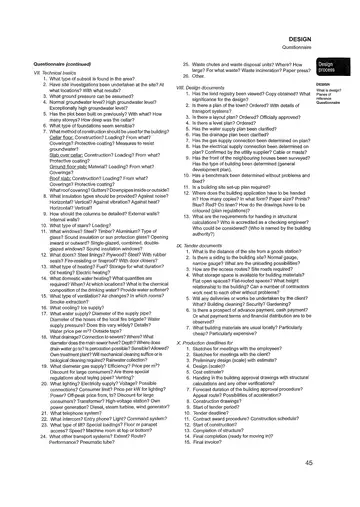 DESIGN
Questionnaire
Design
process
DESIGN
What is design?
Questionnaire
Questionnaire (continued)
VII. Technical basics
1. What type of subsoil is found in the area?
2. Have site investigations been undertaken at the site? At
what locations? With what results?
3. What ground pressure can be assumed?
4. Normal groundwater level? High groundwater level?
Exceptionally high groundwater level?
5. Has the plot been built on previously? With what? How
many storeys? How deep was the cellar?
6. What type of foundations seem sensible?
7. What method of construction should be used for the building?
Cellar floor: Construction? Loading? From what?
Coverings? Protective coating? Measures to resist
groundwater?
Slab over cellar: Construction? Loading? From what?
Protective coating?
Ground floor slab: Material? Loading? From what?
Coverings?
Roof slab: Construction? Loading? From what?
Coverings? Protective coating?
What roof covering? Gutters? Downpipes inside or outside?
8. What insulation types should be provided? Against noise?
Horizontal? Vertical? Against vibration? Against heat?
Horizontal? Vertical?
9. How should the columns be detailed? External walls?
Internal walls?
10. What type of stairs? Loading?
11. What windows? Steel? Timber? Aluminium? Type of
glass? Sound insulation or sun protection glass? Opening
inward or outward? Single-glazed, combined, double
glazed windows? Sound insulation windows?
12. What doors? Steel linings? Plywood? Steel? With rubber
seals? Fire-resisting or fireproof? With door closers?
13. What type of heating? Fuel? Storage for what duration?
Oil heating? Electric heating?
14. What domestic water heating? What quantities are
required? When? At which locations? What is the chemical
composition of the drinking water? Provide water softener?
15. What type of ventilation? Air changes? In which rooms?
Smoke extraction?
16. What cooling? Ice supply?
17. What water supply? Diameter of the supply pipe?
Diameter of the hoses of the local fire brigade? Water
supply pressure? Does this vary widely? Details?
Water price per m³? Outside taps?
18. What drainage? Connection to sewer? Where? What
diameter does the main sewer have? Depth? Where does
drain water go to? Is percolation possible? Sensible? Allowed?
Own treatment plant? Will mechanical cleaning suffice or is
biological cleaning required? Rainwater collection?
19. What diameter gas supply? Efficiency? Price per m³?
Discount for large consumers? Are there special
regulations about laying pipes? Venting?
20. What lighting? Electricity supply? Voltage? Possible
connections? Consumer limit? Price per kW for lighting?
Power? Off-peak price from, to? Discount for large
consumers? Transformer? High-voltage station? Own
power generation? Diesel, steam turbine, wind generator?
21. What telephone system?
22. What intercom? Entry phone? Light? Command system?
23. What type of lift? Special loadings? Floor or parapet
access? Speed? Machine room at top or bottom?
24. What other transport systems? Extent? Route?
Performance? Pneumatic tube?
25. Waste chutes and waste disposal units? Where? How
large? For what waste? Waste incineration? Paper press?
26. Other.
VIII. Design documents
1. Has the land registry been viewed? Copy obtained? What
significance for the design?
2. Is there a plan of the town? Ordered? With details of
transport systems?
3. Is there a layout plan? Ordered? Officially approved?
4. Is there a level plan? Ordered?
5. Has the water supply plan been clarified?
6. Has the drainage plan been clarified?
7. Has the gas supply connection been determined on plan?
8. Has the electrical supply connection been determined on
plan? Confirmed by the utility supplier? Cable or masts?
9. Has the front of the neighbouring houses been surveyed?
Has the type of building been determined (general
development plan).
10. Has a benchmark been determined without problems and
fixed?
11. Is a building site set-up plan required?
12. Where does the building application have to be handed
in? How many copies? In what form? Paper size? Prints?
Blue? Red? On linen? How do the drawings have to be
coloured (plan regulations)?
13. What are the requirements for handing in structural
calculations? Who is accredited as a checking engineer?
Who could be considered? (Who is named by the building
authority?)
IX. Tender documents
1. What is the distance of the site from a goods station?
2. Is there a siding to the building site? Normal gauge,
narrow gauge? What are the unloading possibilities?
3. How are the access routes? Site roads required?
4. What storage space is available for building materials?
Flat open spaces? Flat-roofed spaces? What height
relationship to the building? Can a number of contractors
work next to each other without problems?
5. Will any deliveries or works be undertaken by the client?
What? Building cleaning? Security? Gardening?
6. Is there a prospect of advance payment, cash payment?
Or what payment terms and financial distribution are to be
observed?
7. What building materials are usual locally? Particularly
cheap? Particularly expensive?
X. Production deadlines for
1. Sketches for meeting with the employees?
2. Sketches for meeting with the client?
3. Preliminary design (scale) with estimate?
4. Design (scale)?
5. Cost estimate?
6. Handing in the building approval drawings with structural
calculations and any other verifications?
7. Forward duration of the building approval procedure?
Appeal route? Possibilities of acceleration?
8. Construction drawings?
9. Start of tender period?
10. Tender deadline?
11. Contract award procedure? Construction schedule?
12. Start of construction?
13. Completion of structure?
14. Final completion (ready for moving in)?
15. Final invoice?
45